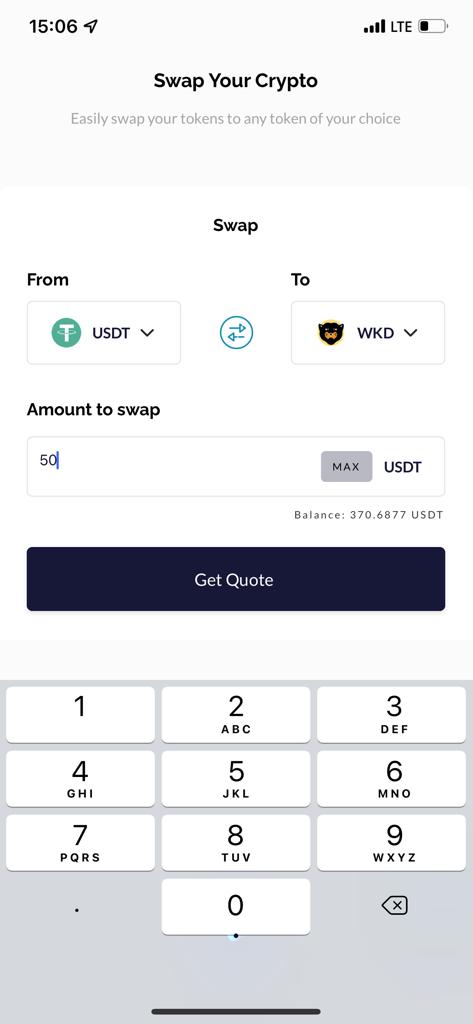 15:06 LTE
Swap Your Crypto
Easily swap your tokens to any token of your choice
Swap
From To
USDT WKD
Amount to swap
50 MAX USDT
Balance: 370.6877 USDT
Get Quote
1 2 3
ABC DEF
4 5 6
GHI JKL MNO
7 8 9
PQRS TUV WXYZ
. 0